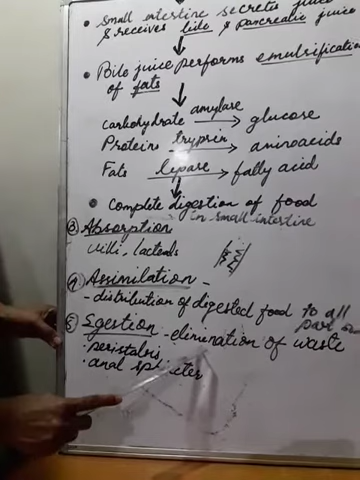 • Small intestine secretes juice
& receives bile & pancreatic juice
• Bile juice performs emulsification
of fats
Carbohydrate amylase → glucose
Protein trypsin → aminoacids
Fats lipase → fatty acid
• Complete digestion of food
in small intestine
③ Absorption
villi, lacteals
④ Assimilation -
- distribution of digested food to all
⑤ Egestion - elimination of waste
• peristalsis
• anal